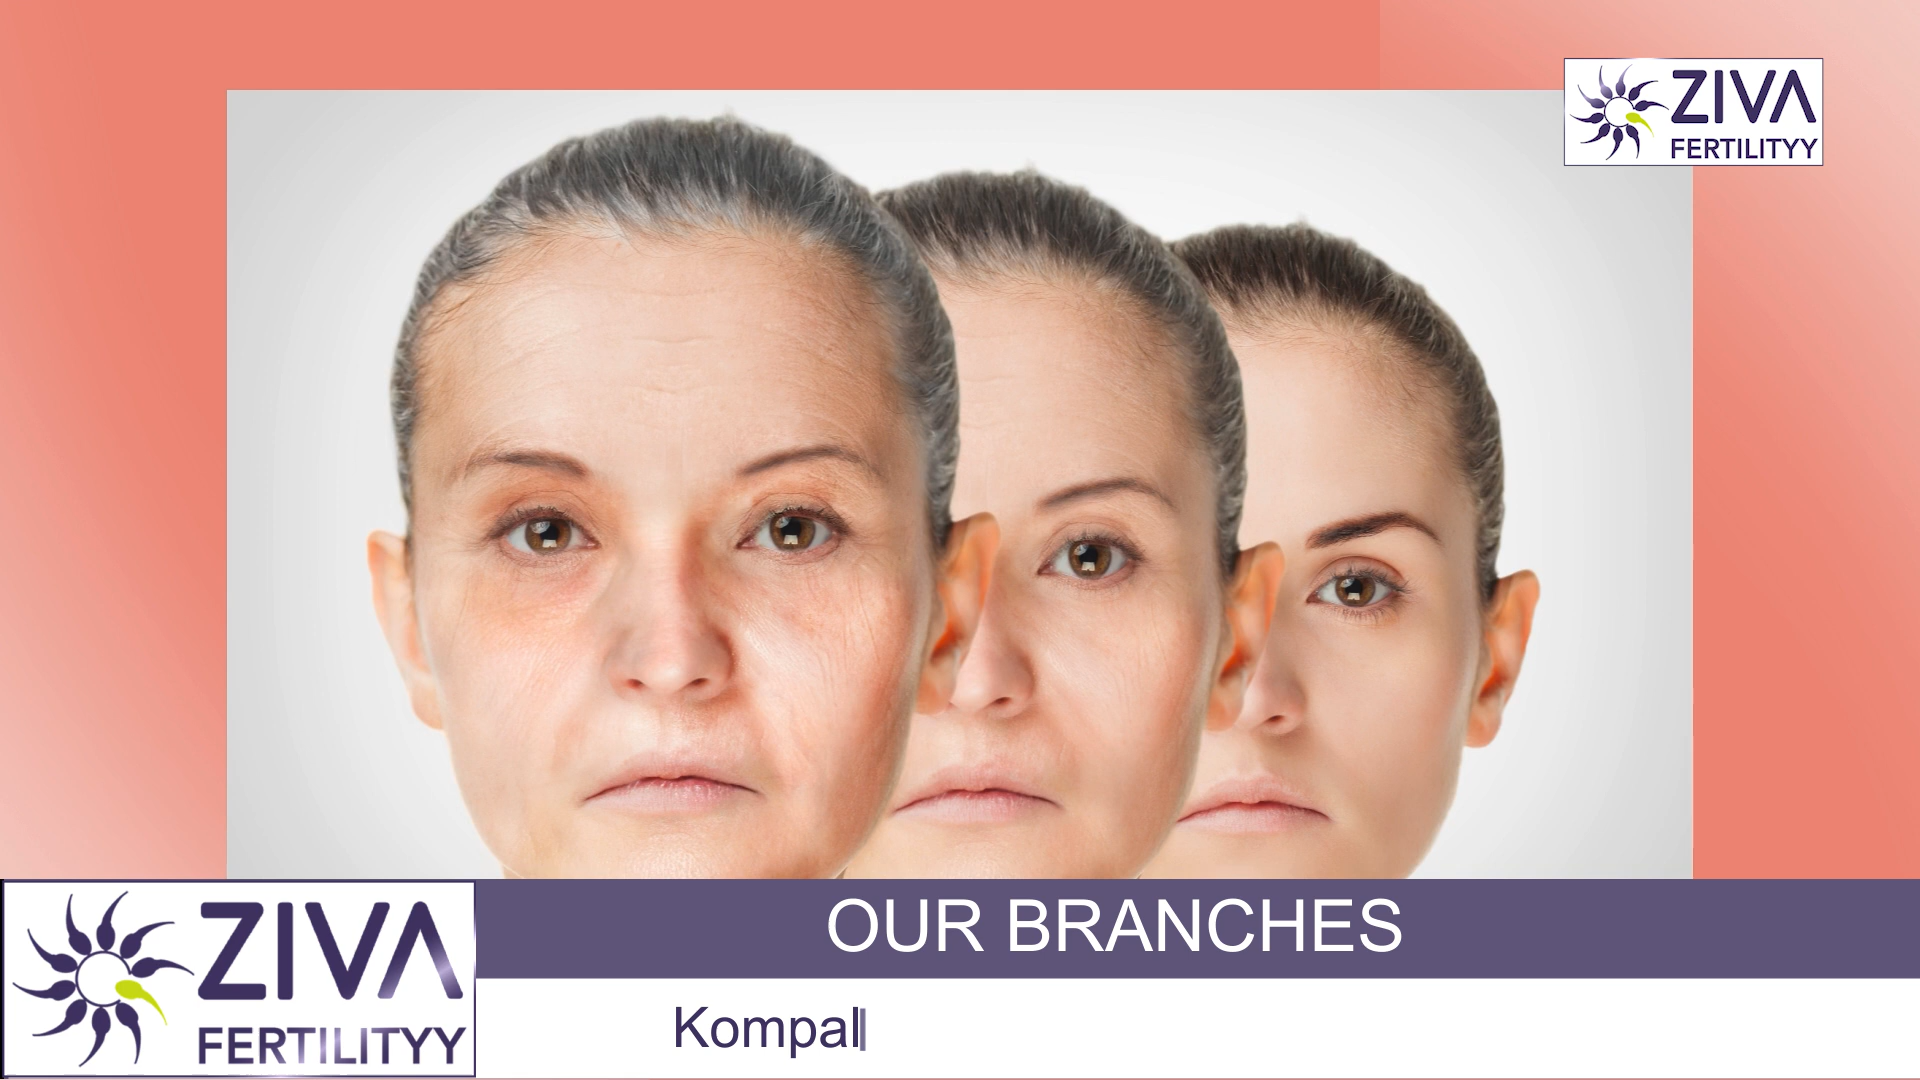 ZIVA
FERTILITYY
OUR BRANCHES
ZIVA
FERTILITYY
Kompal